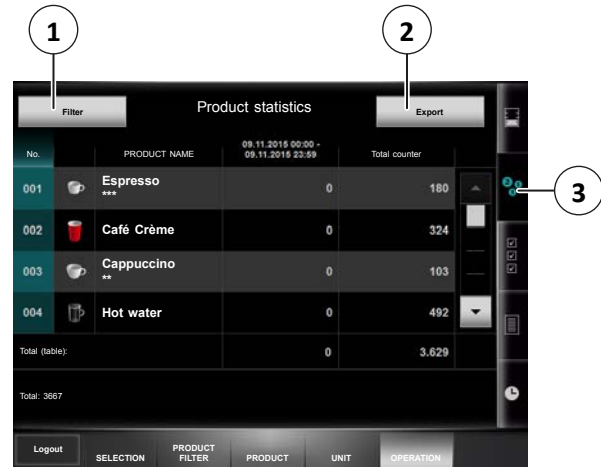 1
2
Filter
Product statistics
Export
No.
PRODUCT NAME
09.11.2015 00:00 -
09.11.2015 23:59
Total counter
001
Espresso
***
0
180
3
002
Café Crème
0
324
003
Cappuccino
**
0
103
004
Hot water
0
492
Total (table):
0
3.629
Total: 3667
Logout
SELECTION
PRODUCT
FILTER
PRODUCT
UNIT
OPERATION